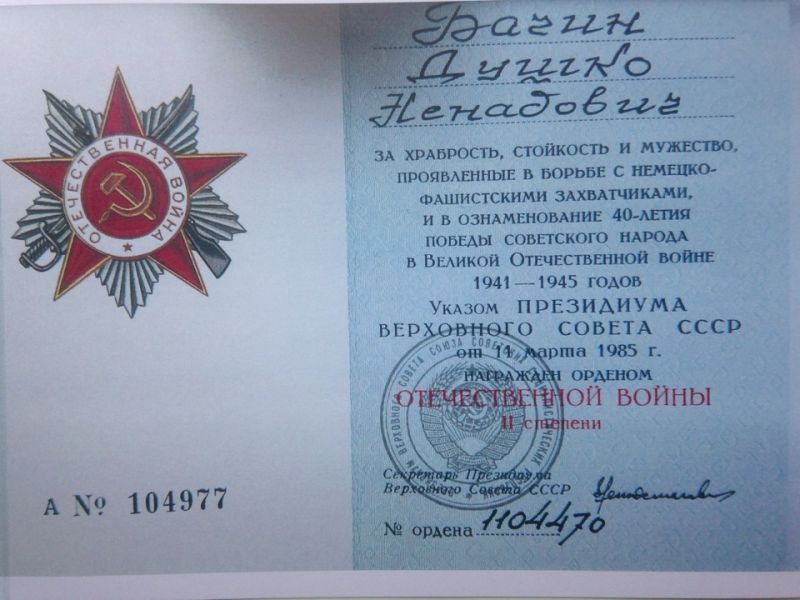 ОТЕЧЕСТВЕННАЯ ВОЙНА
А № 104977
Бачин
Душко
Ненадович
ЗА ХРАБРОСТЬ, СТОЙКОСТЬ И МУЖЕСТВО,
ПРОЯВЛЕННЫЕ В БОРЬБЕ С НЕМЕЦКО-
ФАШИСТСКИМИ ЗАХВАТЧИКАМИ,
И В ОЗНАМЕНОВАНИЕ 40-ЛЕТИЯ
ПОБЕДЫ СОВЕТСКОГО НАРОДА
В ВЕЛИКОЙ ОТЕЧЕСТВЕННОЙ ВОЙНЕ
1941—1945 ГОДОВ
УКАЗОМ ПРЕЗИДИУМА
ВЕРХОВНОГО СОВЕТА СССР
от 11 марта 1985 г.
НАГРАЖДЕН ОРДЕНОМ
ОТЕЧЕСТВЕННОЙ ВОЙНЫ
II степени
Секретарь Президиума
Верховного Совета СССР
№ ордена 1104470